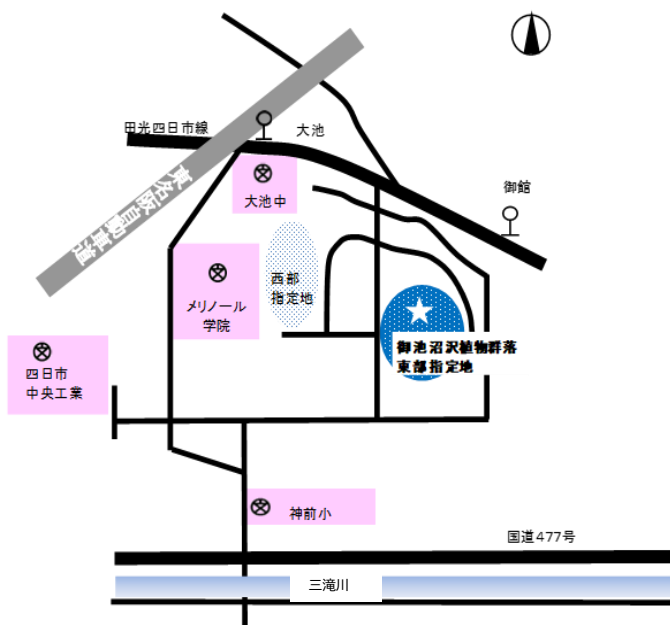 田光四日市線
大池
東名阪自動車道
御館
大池中
西部
指定地
メリノール
学院
御池沼沢植物群落
東部指定地
四日市
中央工業
神前小
国道477号
三滝川